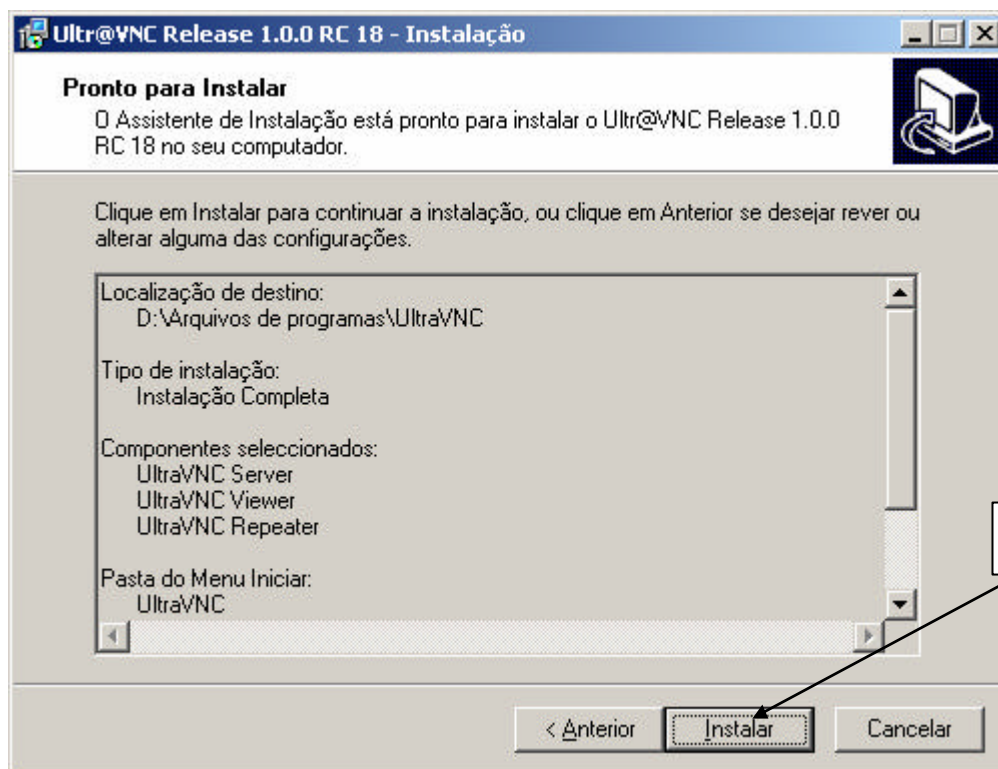 Ultr@VNC Release 1.0.0 RC 18 - Instalação
Pronto para Instalar
O Assistente de Instalação está pronto para instalar o Ultr@VNC Release 1.0.0
RC 18 no seu computador.
Clique em Instalar para continuar a instalação, ou clique em Anterior se desejar rever ou
alterar alguma das configurações.
Localização de destino:
D:\Arquivos de programas\UltraVNC
Tipo de instalação:
Instalação Completa
Componentes seleccionados:
UltraVNC Server
UltraVNC Viewer
UltraVNC Repeater
Pasta do Menu Iniciar:
UltraVNC
< Anterior
Instalar
Cancelar